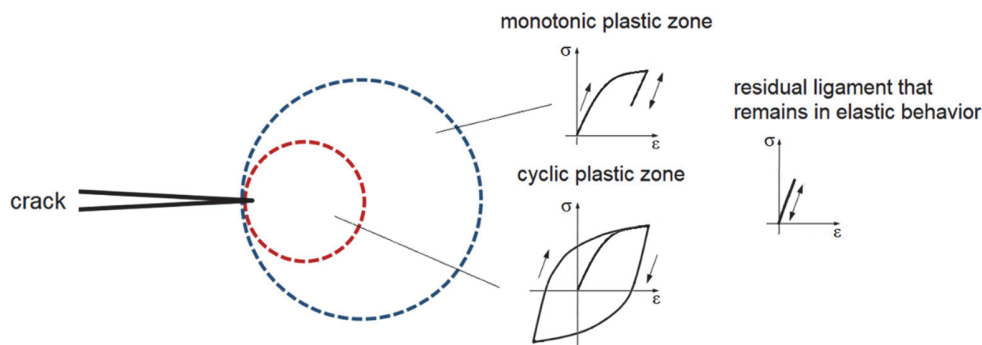 monotonic plastic zone
σ
ε
residual ligament that
remains in elastic behavior
σ
ε
crack
cyclic plastic zone
σ
ε